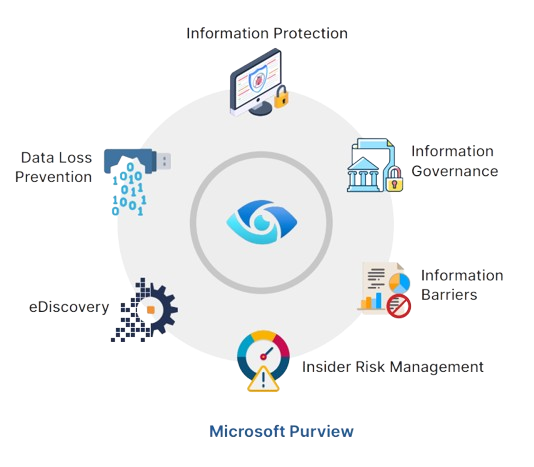 Information Protection
Data Loss
Prevention
Information
Governance
eDiscovery
Information
Barriers
Insider Risk Management
Microsoft Purview